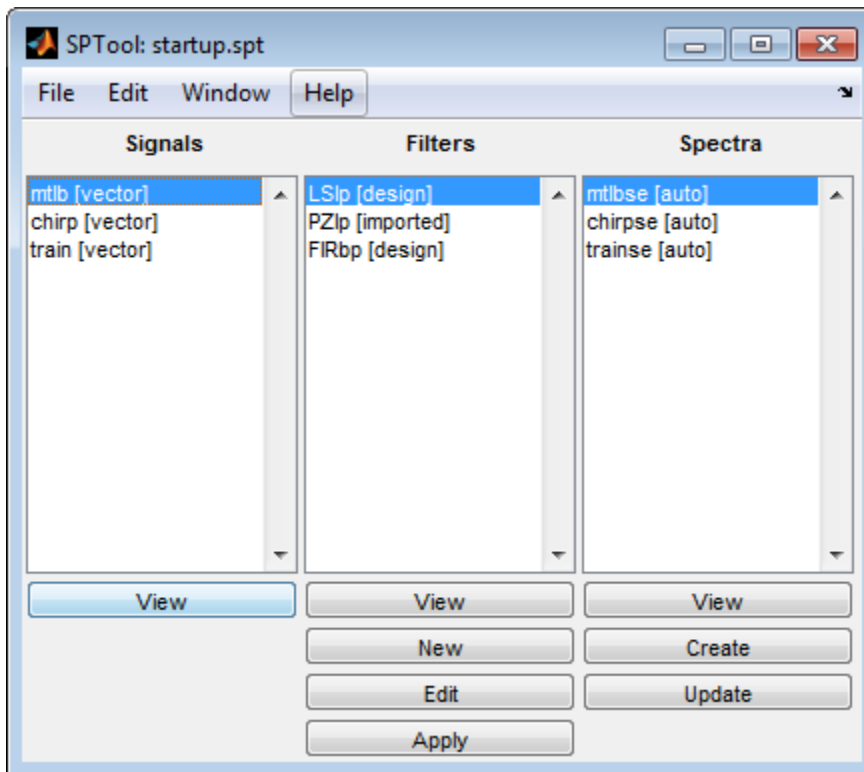 SPTool: startup.spt
File Edit Window Help
Signals Filters Spectra
mtlb [vector] LSlp [design] mtlbse [auto]
chirp [vector] PZlp [imported] chirpse [auto]
train [vector] FIRbp [design] trainse [auto]
View View View
New Create
Edit Update
Apply